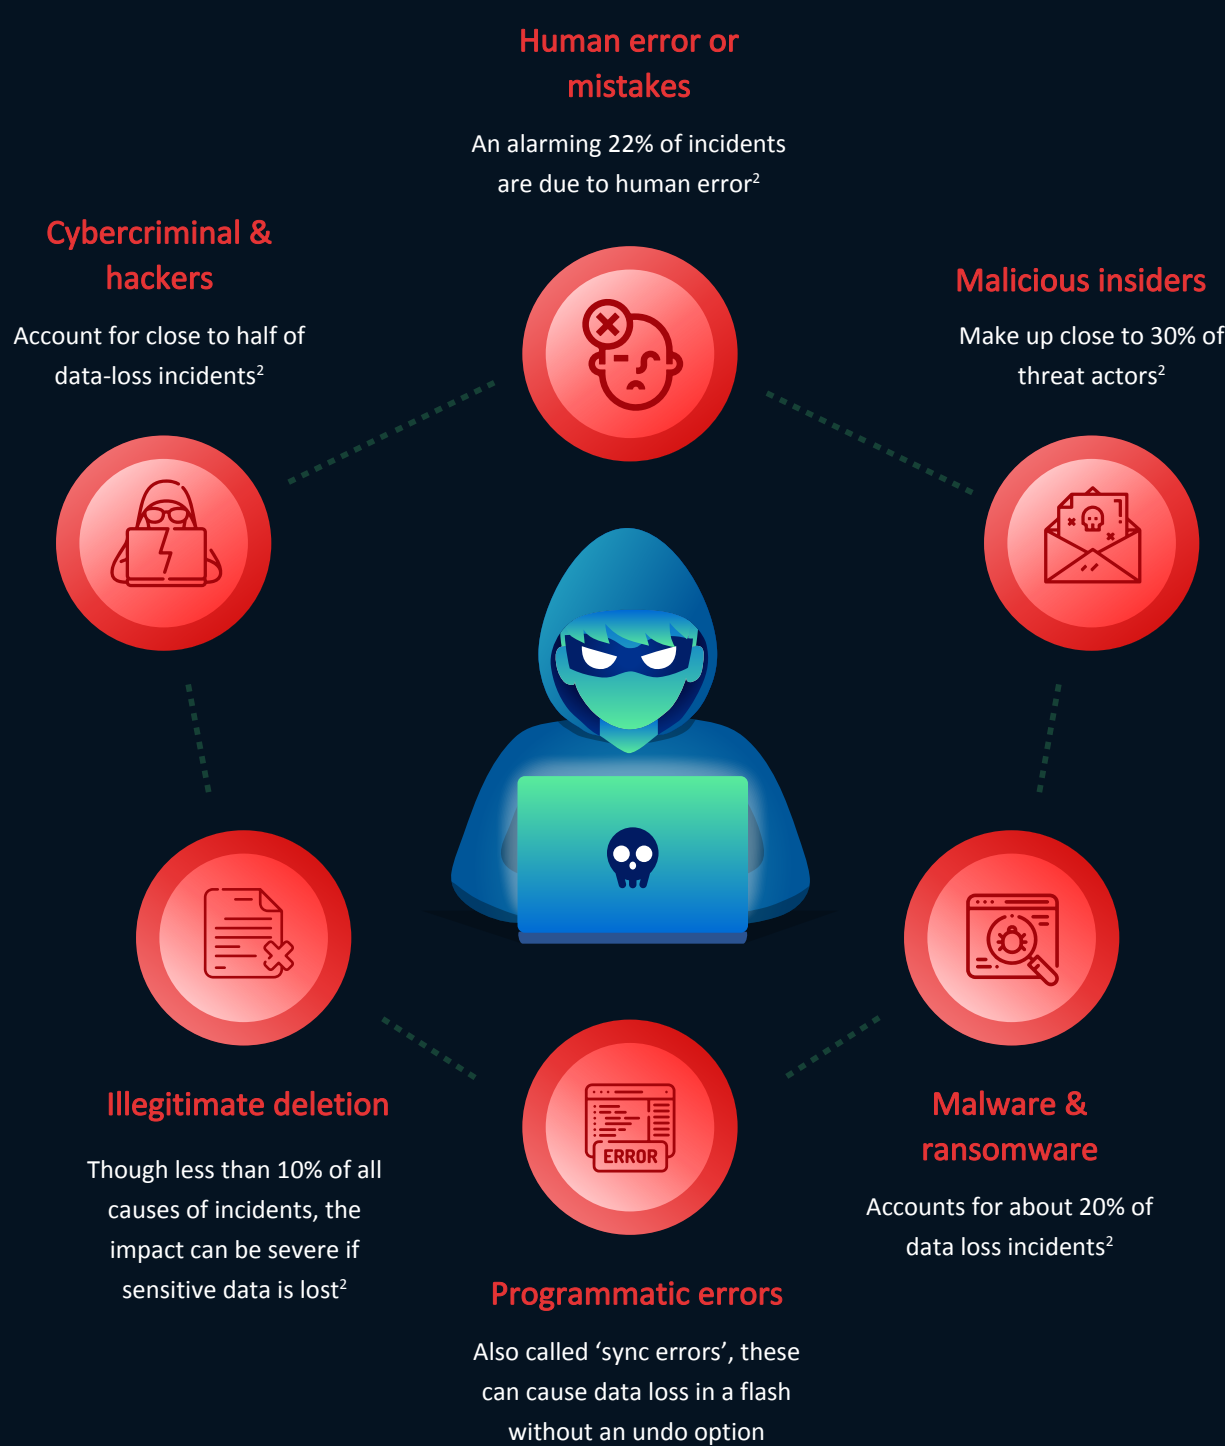 Human error or
mistakes
An alarming 22% of incidents
are due to human error²
Cybercriminal &
hackers
Account for close to half of
data-loss incidents²
Malicious insiders
Make up close to 30% of
threat actors²
Illegitimate deletion
Though less than 10% of all
causes of incidents, the
impact can be severe if
sensitive data is lost²
ERROR
Programmatic errors
Also called ‘sync errors’, these
can cause data loss in a flash
without an undo option
Malware &
ransomware
Accounts for about 20% of
data loss incidents²